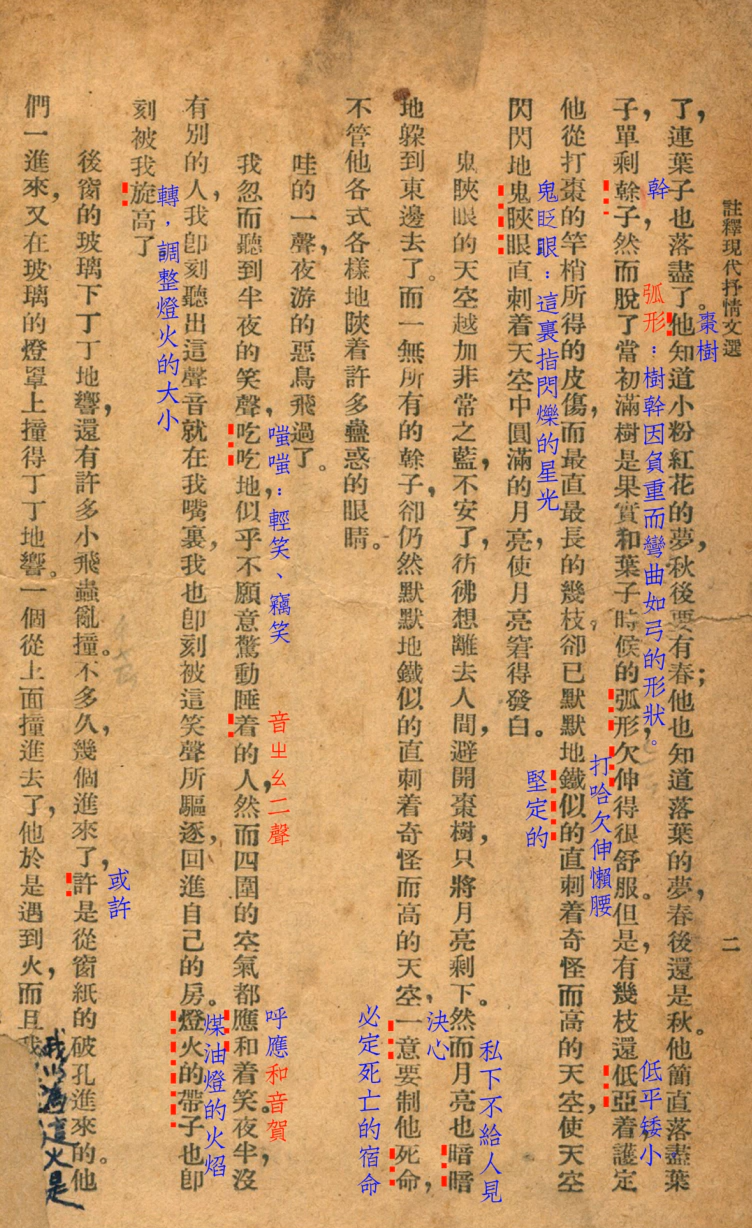 註釋現代抒情文選
二
了，連葉子也落盡了。他知道小粉紅花的夢，秋後要有春；他也知道落葉的夢，春後還是秋。他簡直落盡葉
棗樹
子，單剩榦子，然而脫了當初滿樹是果實和葉子時候的弧形，欠伸得很舒服。但是，有幾枝還低亞着護定
幹
弧形：樹幹因負重而彎曲如弓的形狀。
打哈欠伸懶腰
低平矮小
他從打棗的竿梢所得的皮傷，而最直最長的幾枝，卻已默默地鐵似的直刺着奇怪而高的天空，使天空
堅定的
閃閃地鬼䀹眼直刺着天空中圓滿的月亮，使月亮窘得發白。
鬼眨眼：這裏指閃爍的星光
鬼䀹眼的天空越加非常之藍，不安了，彷彿想離去人間，避開棗樹，只將月亮剩下。然而月亮也暗暗
私下不給人見
地躲到東邊去了。而一無所有的榦子，卻仍然默默地鐵似的直刺着奇怪而高的天空，一意要制他死命，
決心
必定死亡的宿命
不管他各式各樣地䀹着許多蠱惑的眼睛。
哇的一聲，夜游的惡鳥飛過了。
我忽而聽到半夜的笑聲，吃吃地，似乎不願意驚動睡着的人，然而四圍的空氣都應和着笑。夜半，沒
嗤嗤：輕笑、竊笑
音ㄓㄠ二聲
呼應和音賀
有別的人，我卽刻聽出這聲音就在我嘴裏，我也卽刻被這笑聲所驅逐，回進自己的房。燈火的帶子也卽
煤油燈的火焰
刻被我旋高了
轉，調整燈火的大小
後窗的玻璃下丁丁地響，還有許多小飛蟲亂撞。不多久，幾個進來了，許是從窗紙的破孔進來的。他
或許
們一進來，又在玻璃的燈罩上撞得丁丁地響。一個從上面撞進去了，他於是遇到火，而且我以為這火是